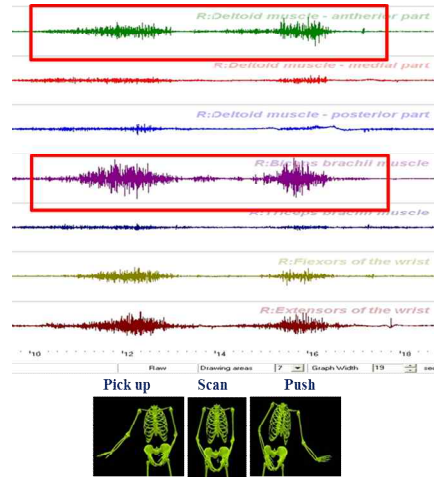 R:Deltoid muscle - antherior part
R:Deltoid muscle - medial part
R:Deltoid muscle - posterior part
R:Biceps brachii muscle
R:Triceps brachii muscle
R:Flexors of the wrist
R:Extensors of the wrist
'10 '12 '14 '16 '18
Raw Drawing areas 7 Graph Width 19 sec
Pick up Scan Push